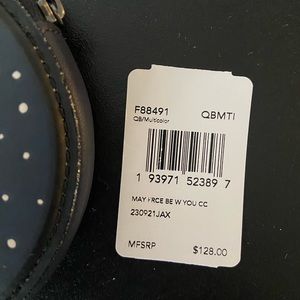 F88491 QBMTI
QB/Multicolor
1 93971 52389 7
MAY FRCE BE W YOU CC
230921JAX
MFSRP $128.00